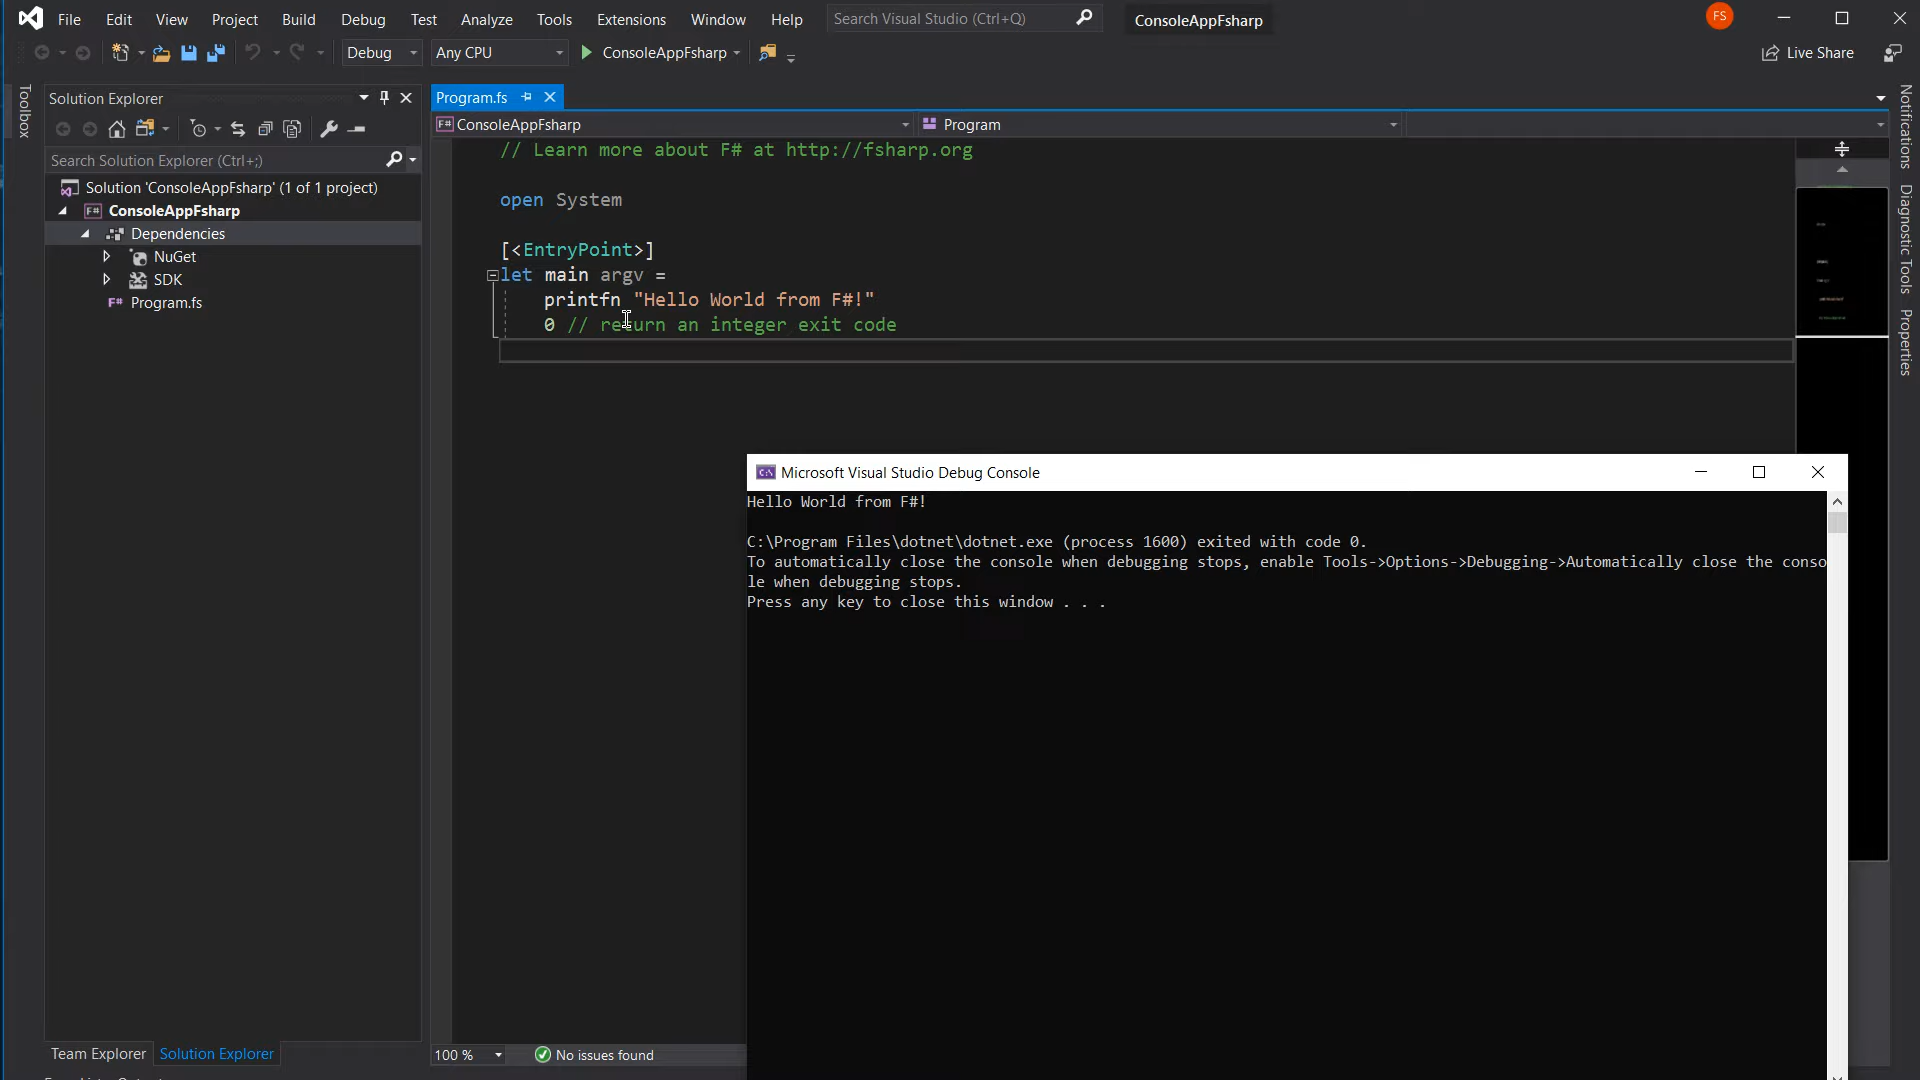 File Edit View Project Build Debug Test Analyze Tools Extensions Window Help Search Visual Studio (Ctrl+Q) ConsoleAppFsharp FS
Debug Any CPU ConsoleAppFsharp Live Share
Toolbox
Solution Explorer
Search Solution Explorer (Ctrl+;)
Solution 'ConsoleAppFsharp' (1 of 1 project)
F# ConsoleAppFsharp
Dependencies
NuGet
SDK
F# Program.fs
Team Explorer Solution Explorer
Program.fs
F# ConsoleAppFsharp Program
// Learn more about F# at http://fsharp.org
open System
[<EntryPoint>]
let main argv =
printfn "Hello World from F#!"
0 // return an integer exit code
100 % No issues found
C:\ Microsoft Visual Studio Debug Console
Hello World from F#!
C:\Program Files\dotnet\dotnet.exe (process 1600) exited with code 0.
To automatically close the console when debugging stops, enable Tools->Options->Debugging->Automatically close the conso
le when debugging stops.
Press any key to close this window . . .
Notifications
Diagnostic Tools
Properties